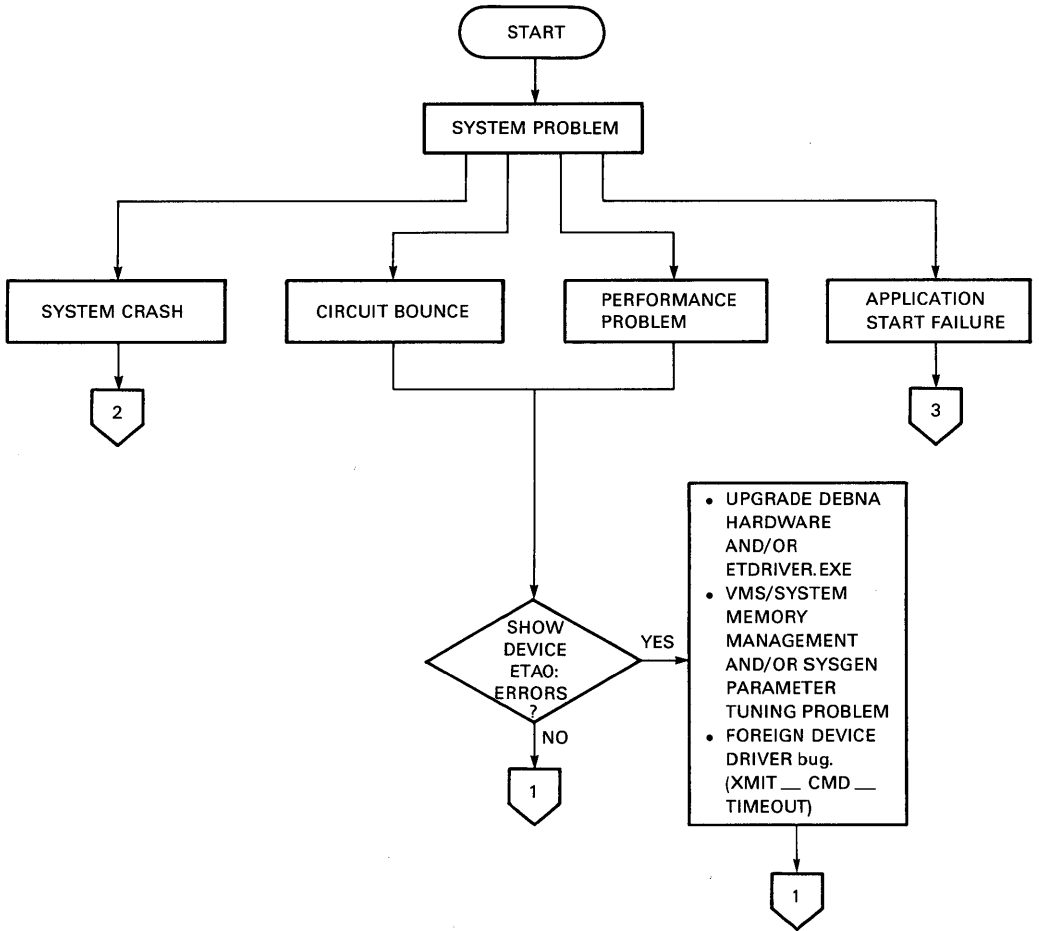 START
SYSTEM PROBLEM
SYSTEM CRASH
CIRCUIT BOUNCE
PERFORMANCE
PROBLEM
APPLICATION
START FAILURE
2
3
SHOW
DEVICE
ETA0:
ERRORS
?
YES
NO
1
• UPGRADE DEBNA
HARDWARE
AND/OR
ETDRIVER.EXE
• VMS/SYSTEM
MEMORY
MANAGEMENT
AND/OR SYSGEN
PARAMETER
TUNING PROBLEM
• FOREIGN DEVICE
DRIVER bug.
(XMIT __ CMD __
TIMEOUT)
1